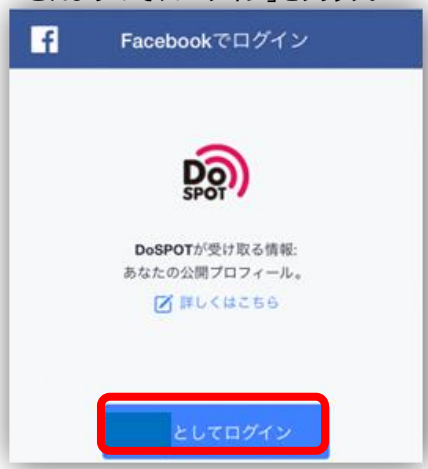 f
Facebookでログイン
Do
SPOT
DoSPOTが受け取る情報:
あなたの公開プロフィール。
詳しくはこちら
としてログイン